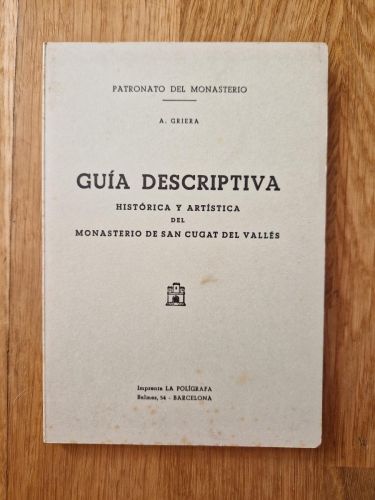 PATRONATO DEL MONASTERIO
A. GRIERA
GUÍA DESCRIPTIVA
HISTÓRICA Y ARTÍSTICA
DEL
MONASTERIO DE SAN CUGAT DEL VALLÉS
Imprenta LA POLÍGRAFA
Balmes, 54 - BARCELONA